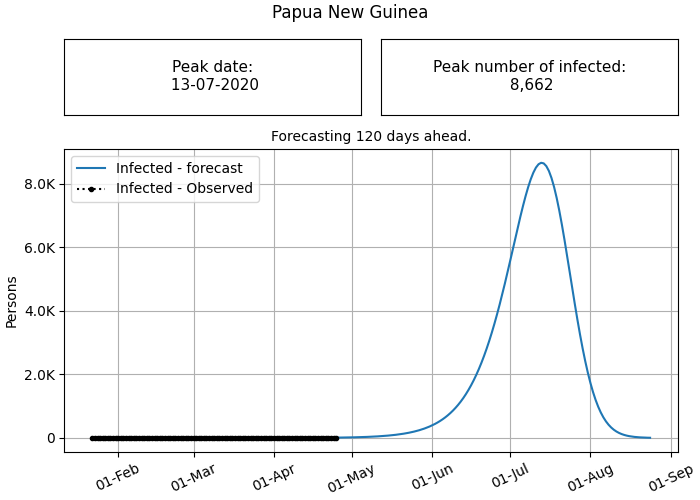 Papua New Guinea
Peak date:
13-07-2020
Peak number of infected:
8,662
Forecasting 120 days ahead.
Infected - forecast
Infected - Observed
8.0K
6.0K
4.0K
2.0K
0
Persons
01-Feb
01-Mar
01-Apr
01-May
01-Jun
01-Jul
01-Aug
01-Sep